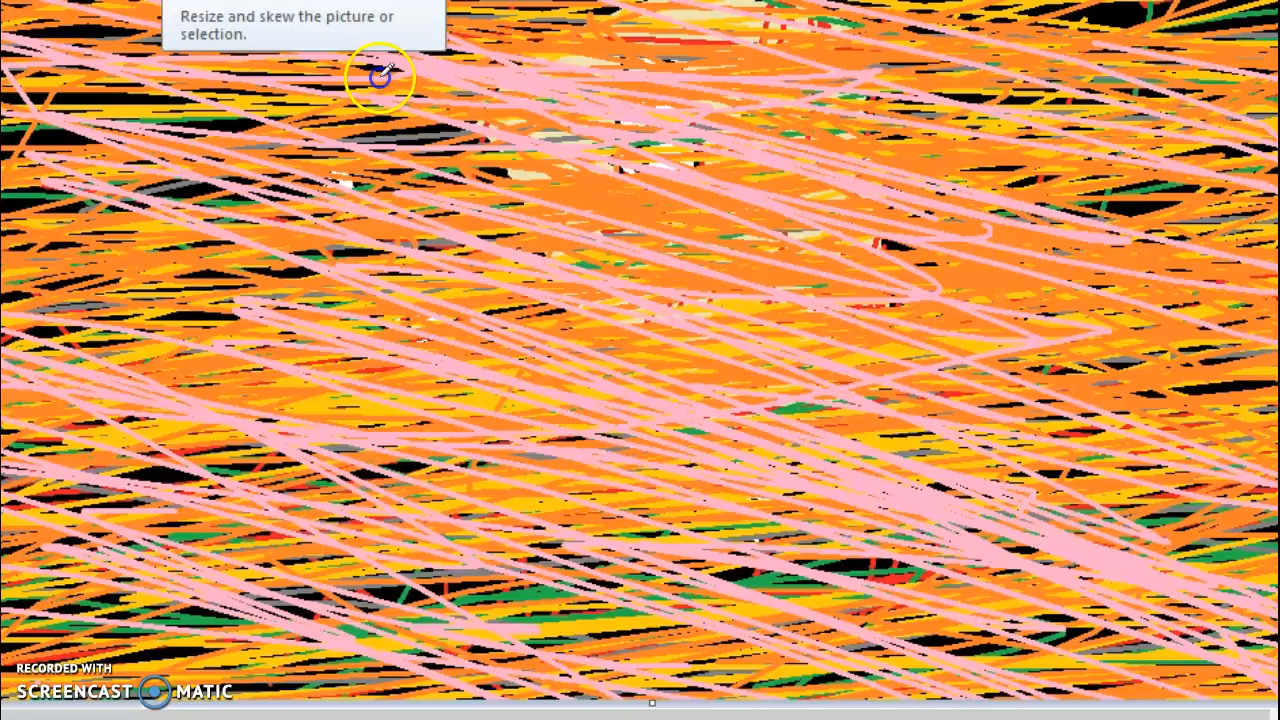 Resize and skew the picture or
selection.
RECORDED WITH
SCREENCAST MATIC